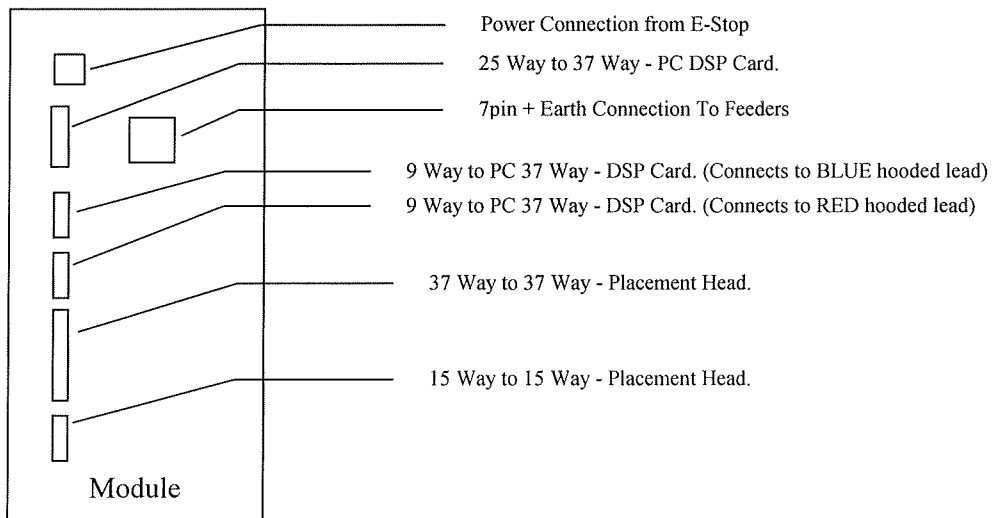 Power Connection from E-Stop
25 Way to 37 Way - PC DSP Card.
7pin + Earth Connection To Feeders
9 Way to PC 37 Way - DSP Card. (Connects to BLUE hooded lead)
9 Way to PC 37 Way - DSP Card. (Connects to RED hooded lead)
37 Way to 37 Way - Placement Head.
15 Way to 15 Way - Placement Head.
Module